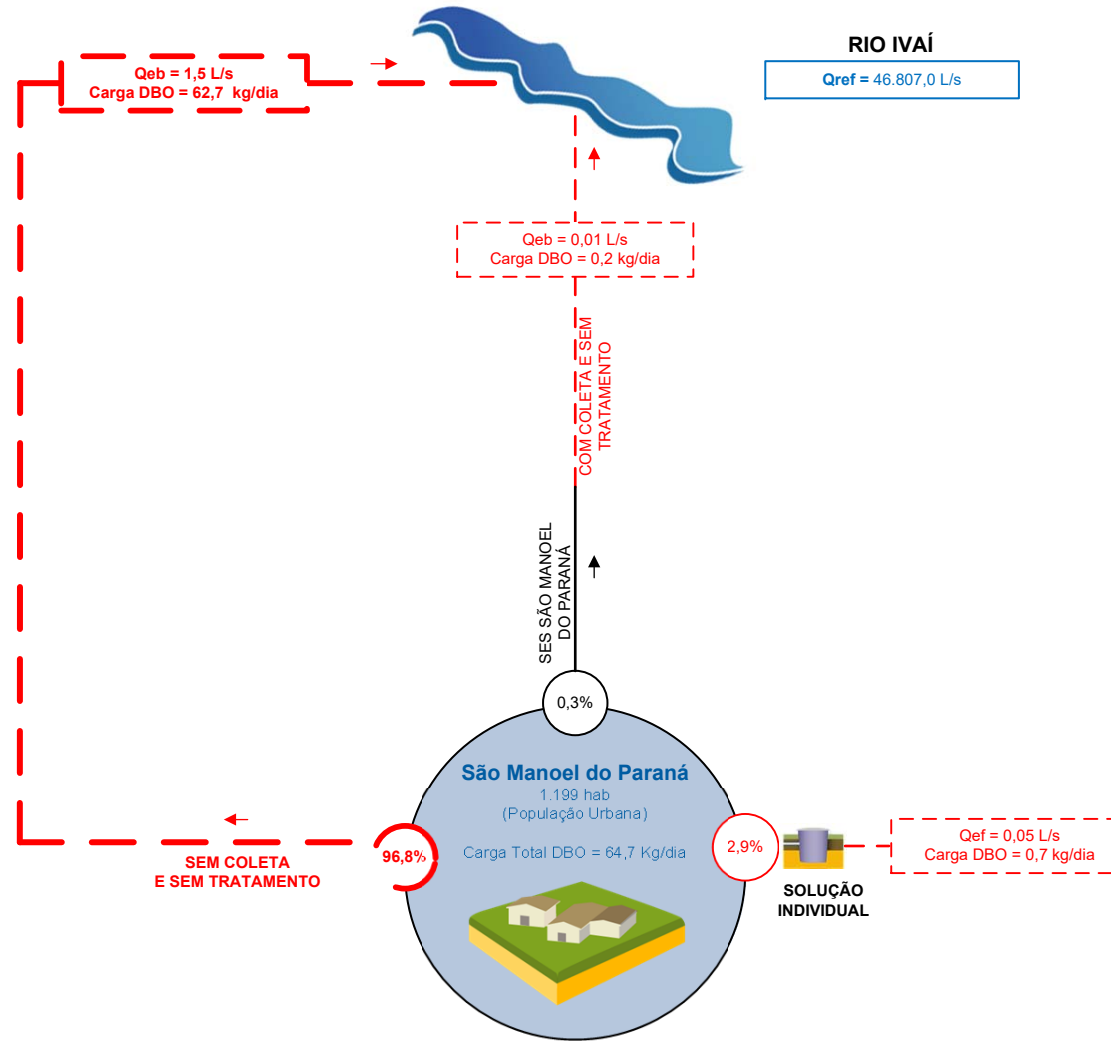 RIO IVAÍ
Qref = 46.807,0 L/s
Qeb = 1,5 L/s
Carga DBO = 62,7 kg/dia
Qeb = 0,01 L/s
Carga DBO = 0,2 kg/dia
COM COLETA E SEM
TRATAMENTO
SES SÃO MANOEL
DO PARANÁ
0,3%
São Manoel do Paraná
1.199 hab
(População Urbana)
Carga Total DBO = 64,7 Kg/dia
96,8%
SEM COLETA
E SEM TRATAMENTO
2,9%
SOLUÇÃO
INDIVIDUAL
Qef = 0,05 L/s
Carga DBO = 0,7 kg/dia